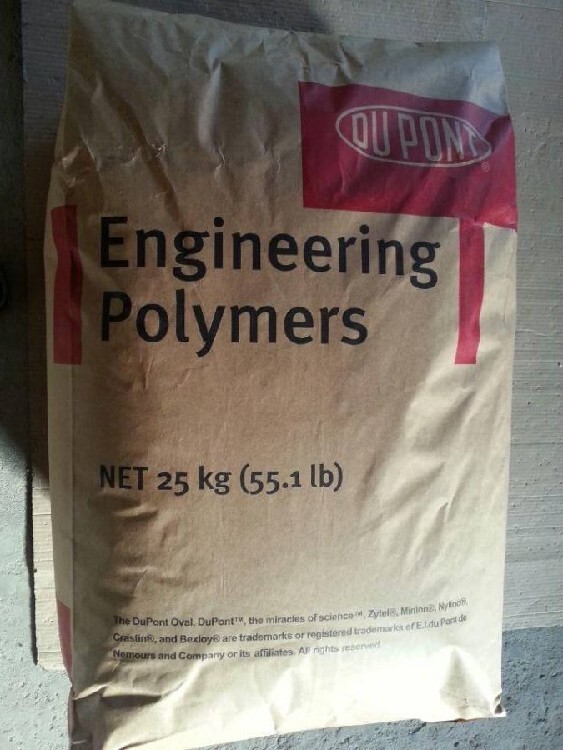 DU PONT
®
Engineering
Polymers
NET 25 kg (55.1 lb)
The DuPont Oval, DuPont™, the miracles of science™, Zytel®, Minlon®,
Crastin®, and Bexloy® are trademarks or registered trademarks of E.I.du Pont de
Nemours and Company or its affiliates. All rights reserved